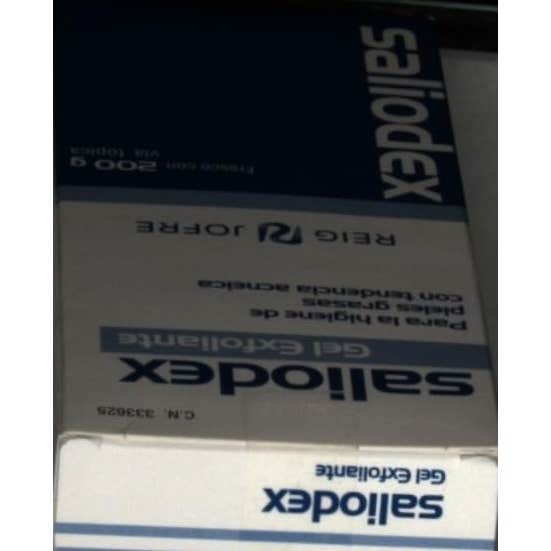 saliodex
Gel Exfoliante
C.N. 333625
saliodex
Gel Exfoliante
Para la higiene de
pieles grasas
con tendencia acneica
REIG JOFRE
Frasco con 200 g
vía tópica
saliodex